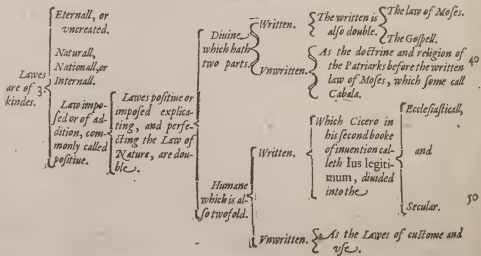 Lawes
are of 3
kindes.
Eternall, or
vncreated.
Naturall,
Nationall, or
Internall.
Law impo-
sed or of ad-
dition, com-
monly called
positiue.
Lawes positiue or
imposed explica-
ting, and perfe-
cting the Law of
Nature, are dou-
ble.
Diuine
which hath
two parts.
Written.
The written is
also double.
The law of Moses.
The Gospell.
Vnwritten.
As the doctrine and religion of
the Patriarks before the written
law of Moses, which some call
Cabala.
40
Humane
which is al-
so twofold.
Written.
Which Cicero in
his second booke
of inuention cal-
leth Ius legiti-
mum, diuided
into the
Ecclesiasticall,
and
Secular.
50
Vnwritten.
As the Lawes of custome and
vse.